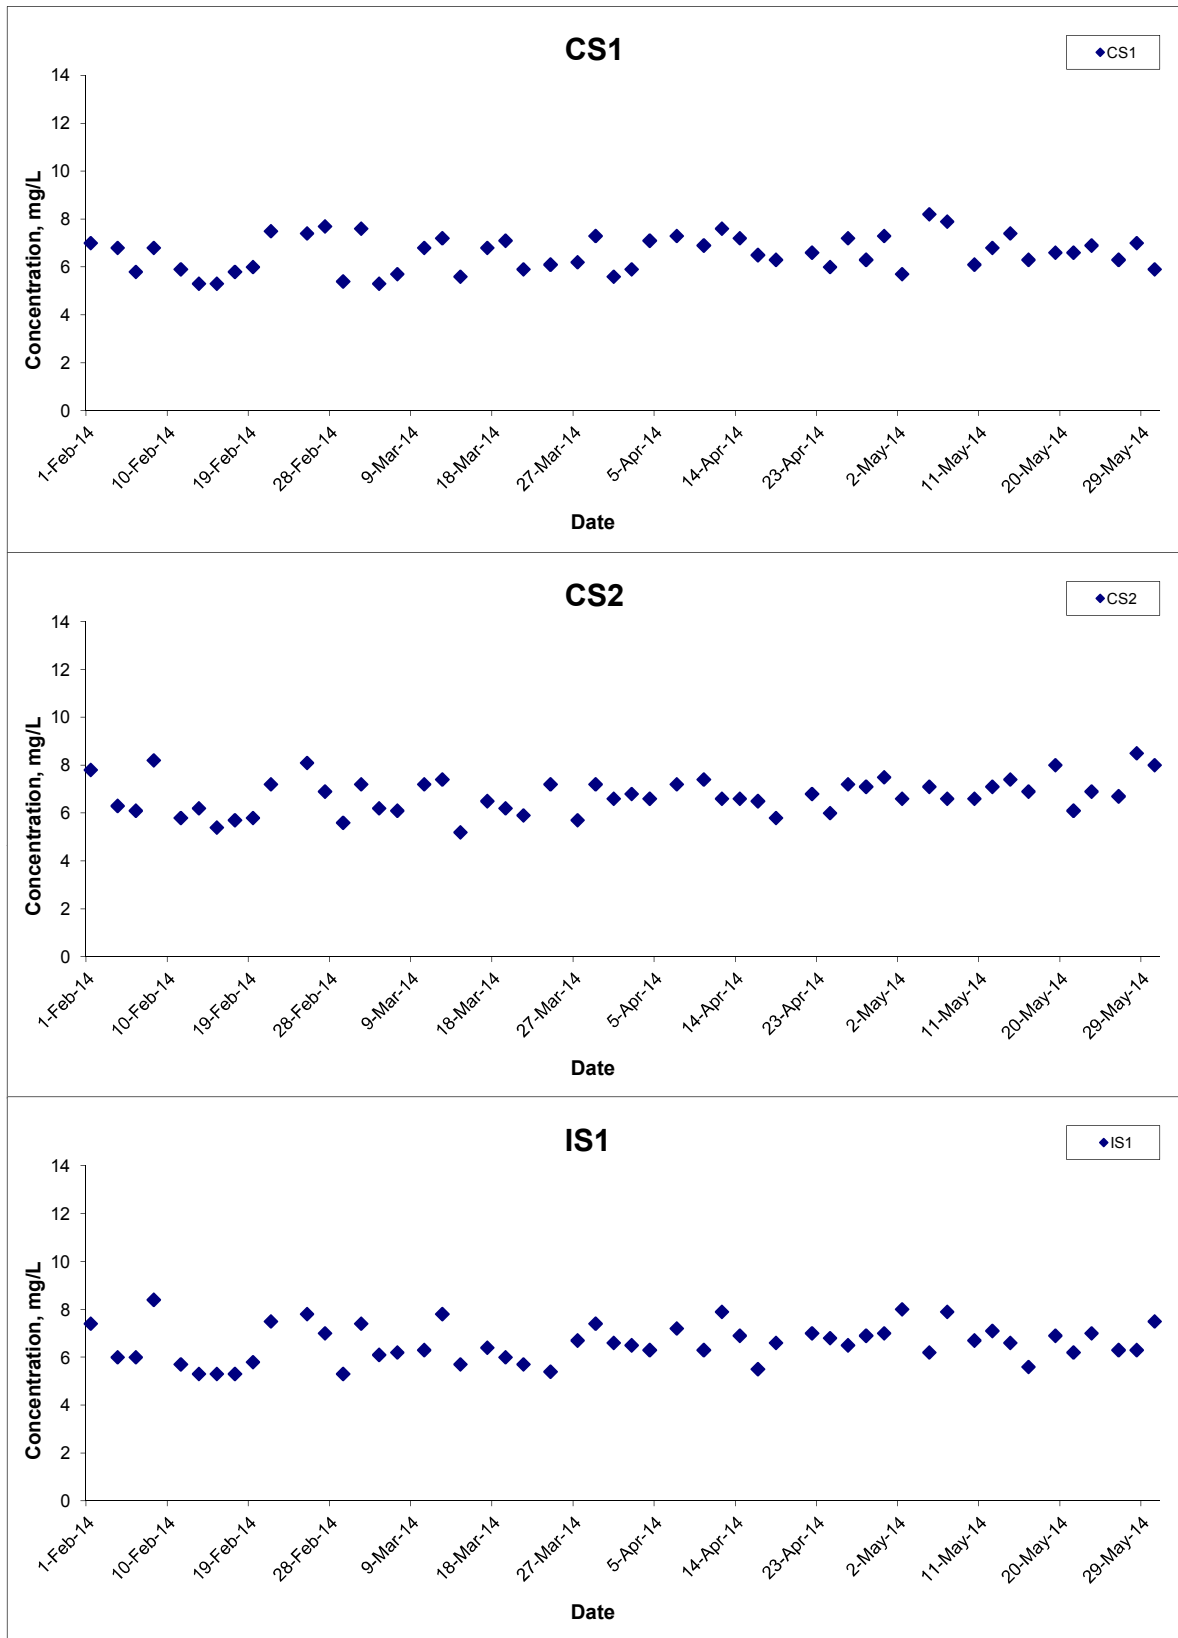 CS1
CS1
14
12
10
8
6
4
2
0
Concentration, mg/L
1-Feb-14
10-Feb-14
19-Feb-14
28-Feb-14
9-Mar-14
18-Mar-14
27-Mar-14
5-Apr-14
14-Apr-14
23-Apr-14
2-May-14
11-May-14
20-May-14
29-May-14
Date
CS2
CS2
14
12
10
8
6
4
2
0
Concentration, mg/L
1-Feb-14
10-Feb-14
19-Feb-14
28-Feb-14
9-Mar-14
18-Mar-14
27-Mar-14
5-Apr-14
14-Apr-14
23-Apr-14
2-May-14
11-May-14
20-May-14
29-May-14
Date
IS1
IS1
14
12
10
8
6
4
2
0
Concentration, mg/L
1-Feb-14
10-Feb-14
19-Feb-14
28-Feb-14
9-Mar-14
18-Mar-14
27-Mar-14
5-Apr-14
14-Apr-14
23-Apr-14
2-May-14
11-May-14
20-May-14
29-May-14
Date